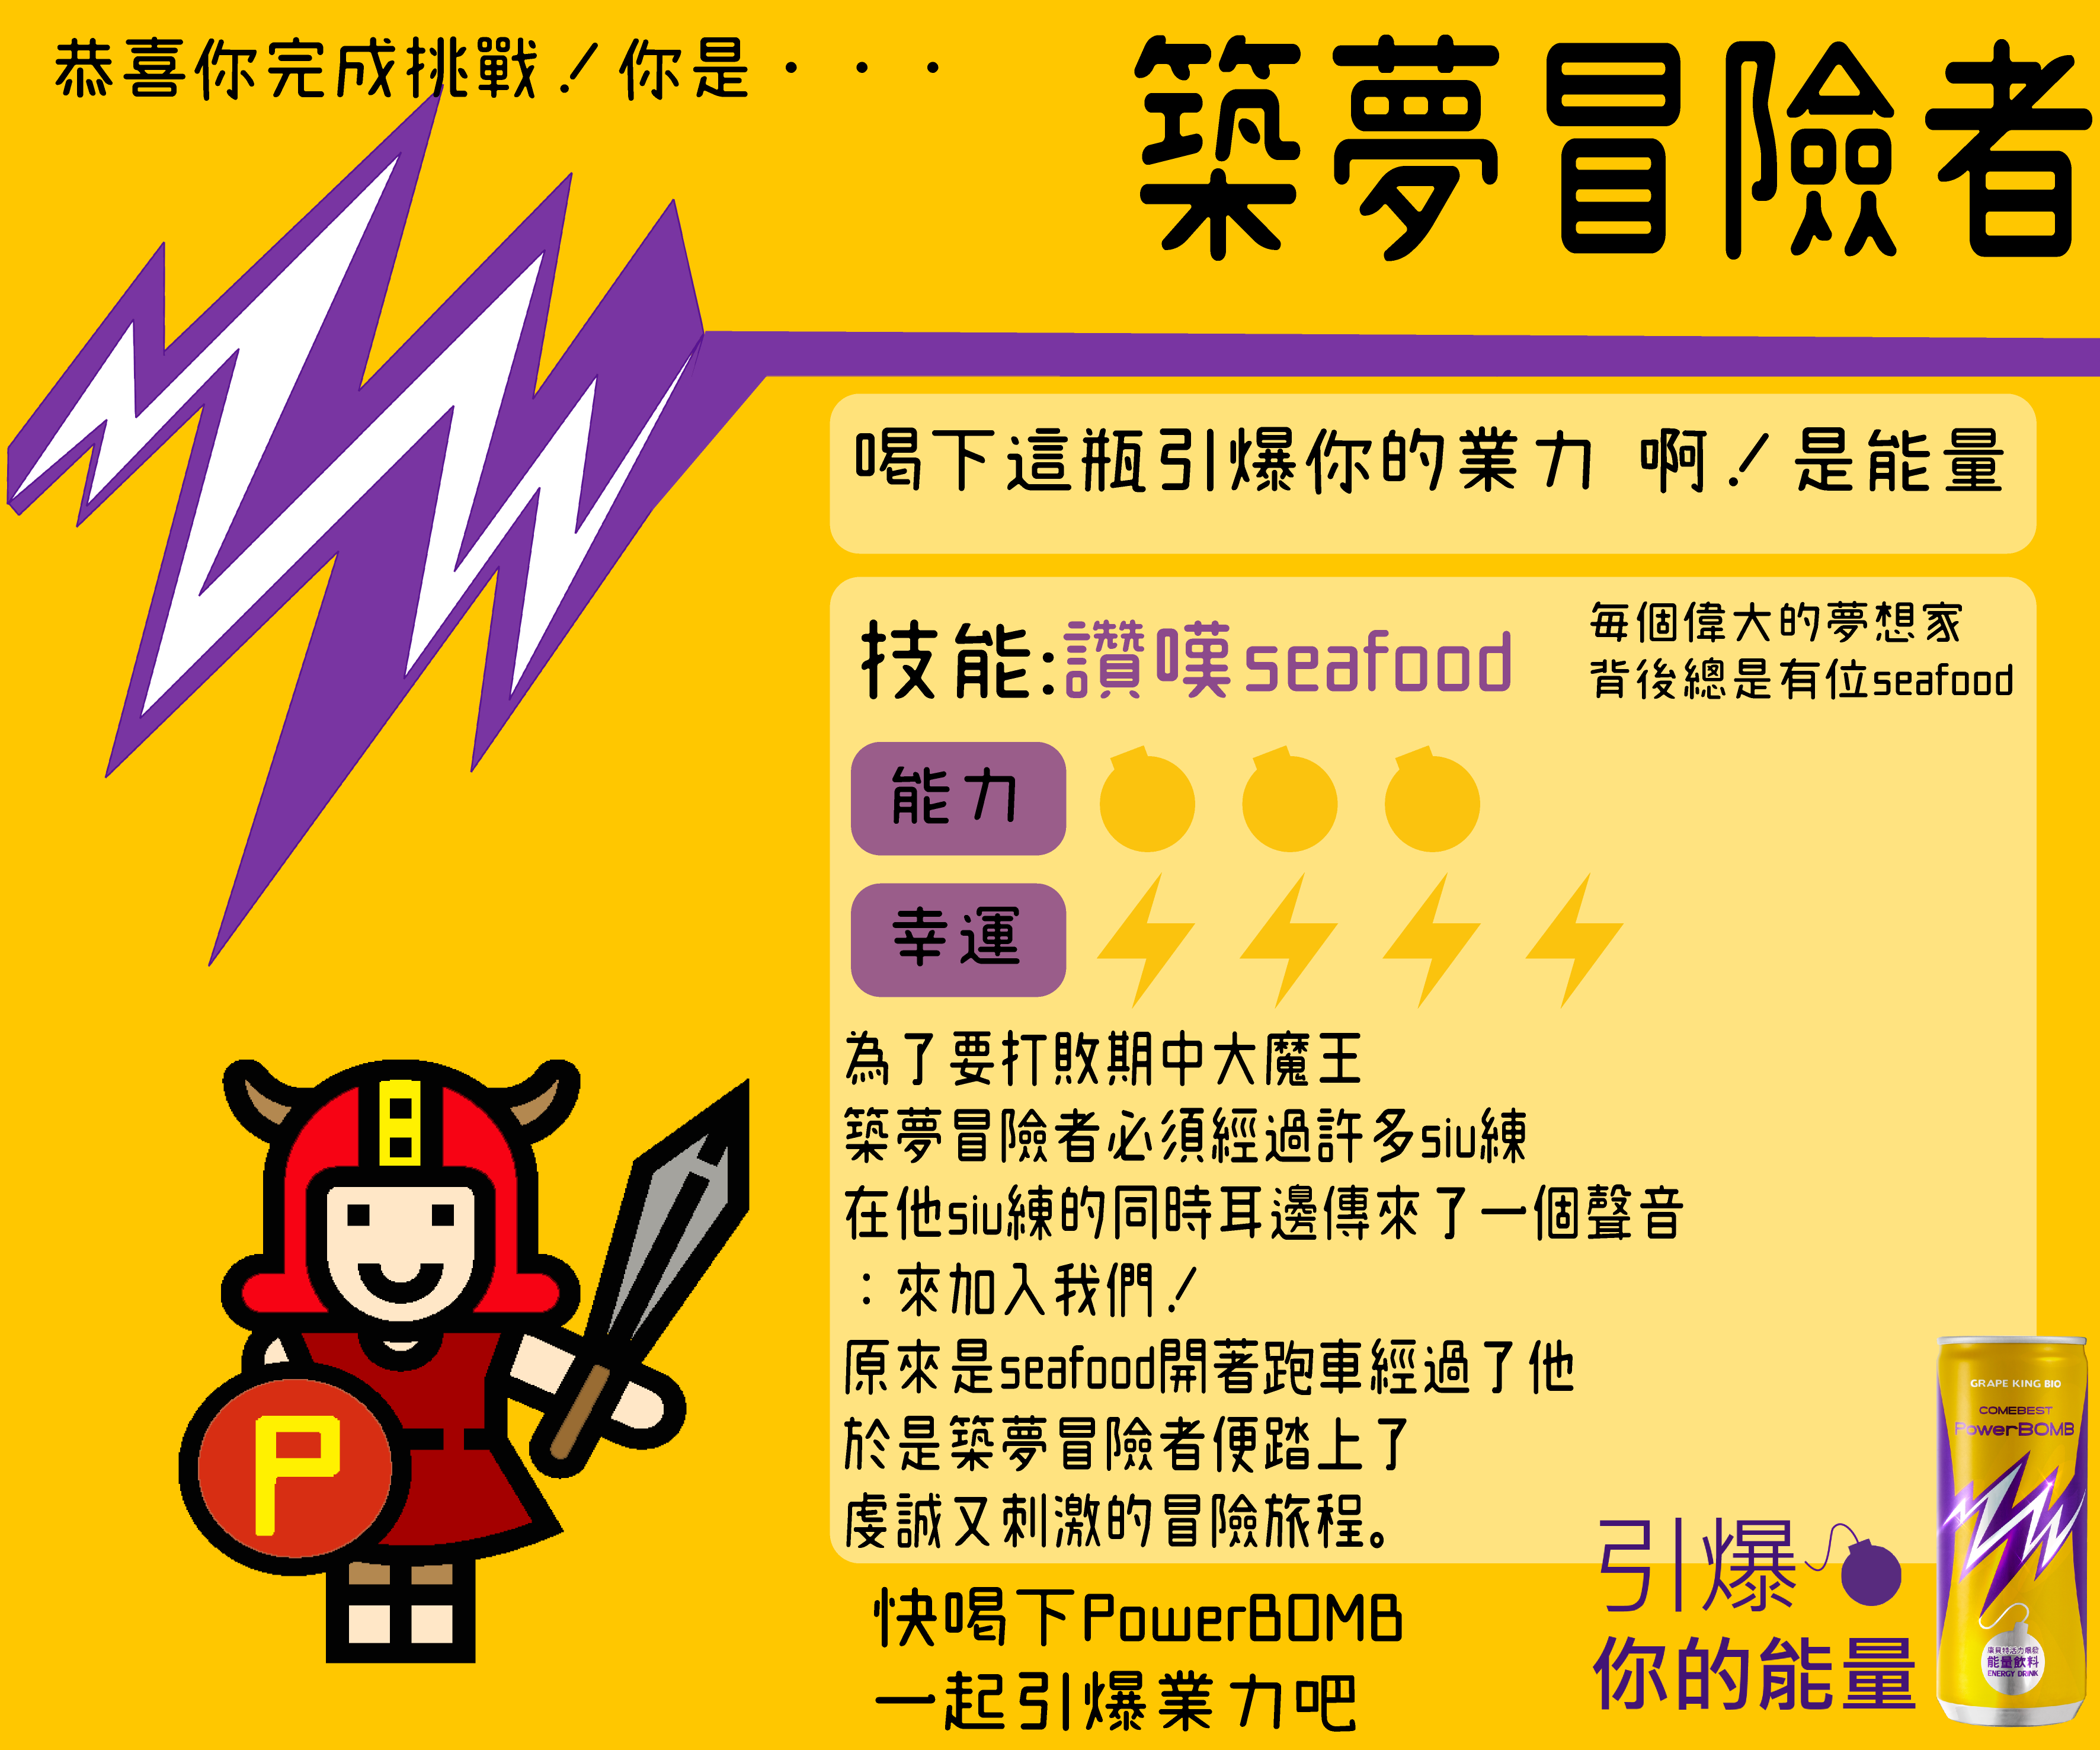 恭喜你完成挑戰！你是・・・
築夢冒險者
喝下這瓶引爆你的業力 啊！是能量
技能:讚嘆seafood
每個偉大的夢想家
背後總是有位seafood
能力
幸運
為了要打敗期中大魔王
築夢冒險者必須經過許多siu練
在他siu練的同時耳邊傳來了一個聲音
：來加入我們！
原來是seafood開著跑車經過了他
於是築夢冒險者便踏上了
虔誠又刺激的冒險旅程。
P
快喝下PowerBOMB
一起引爆業力吧
引爆
你的能量
GRAPE KING BIO
COMEBEST
PowerBOMB
康貝特活力爆發
能量飲料
ENERGY DRINK